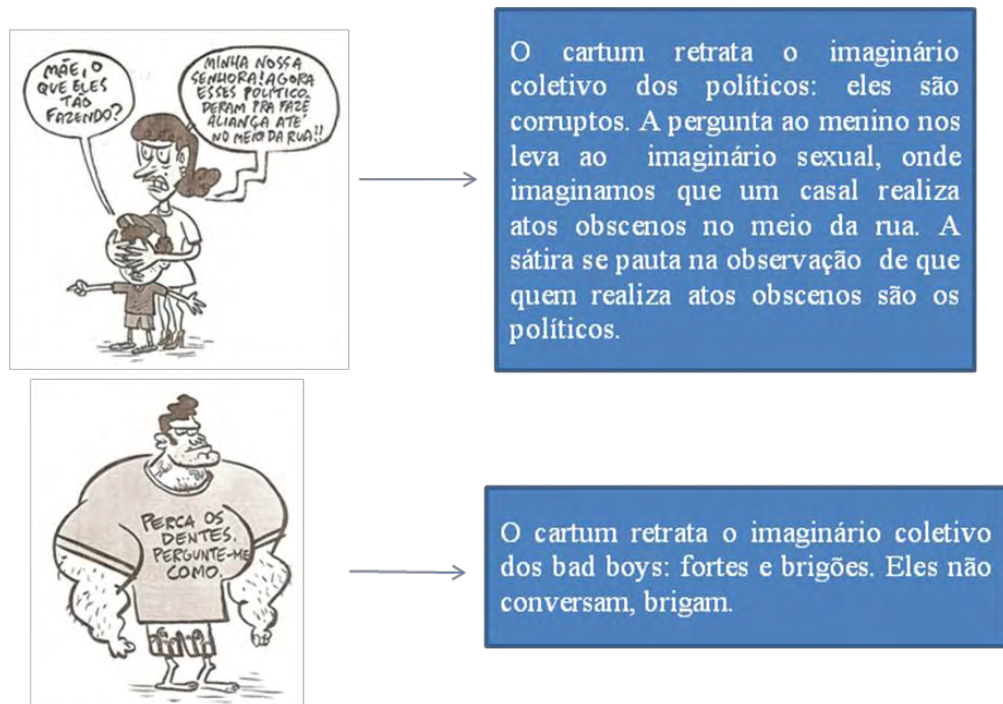 MÃE, O
QUE ELES
TÃO
FAZENDO?
MINHA NOSSA
SENHORA! AGORA
ESSES POLÍTICO
DERAM PRA FAZÊ
ALIANÇA ATÉ
NO MEIO DA RUA!!
O cartum retrata o imaginário
coletivo dos políticos: eles são
corruptos. A pergunta ao menino nos
leva ao imaginário sexual, onde
imaginamos que um casal realiza
atos obscenos no meio da rua. A
sátira se pauta na observação de que
quem realiza atos obscenos são os
políticos.
PERCA OS
DENTES.
PERGUNTE-ME
COMO.
O cartum retrata o imaginário coletivo
dos bad boys: fortes e brigões. Eles não
conversam, brigam.